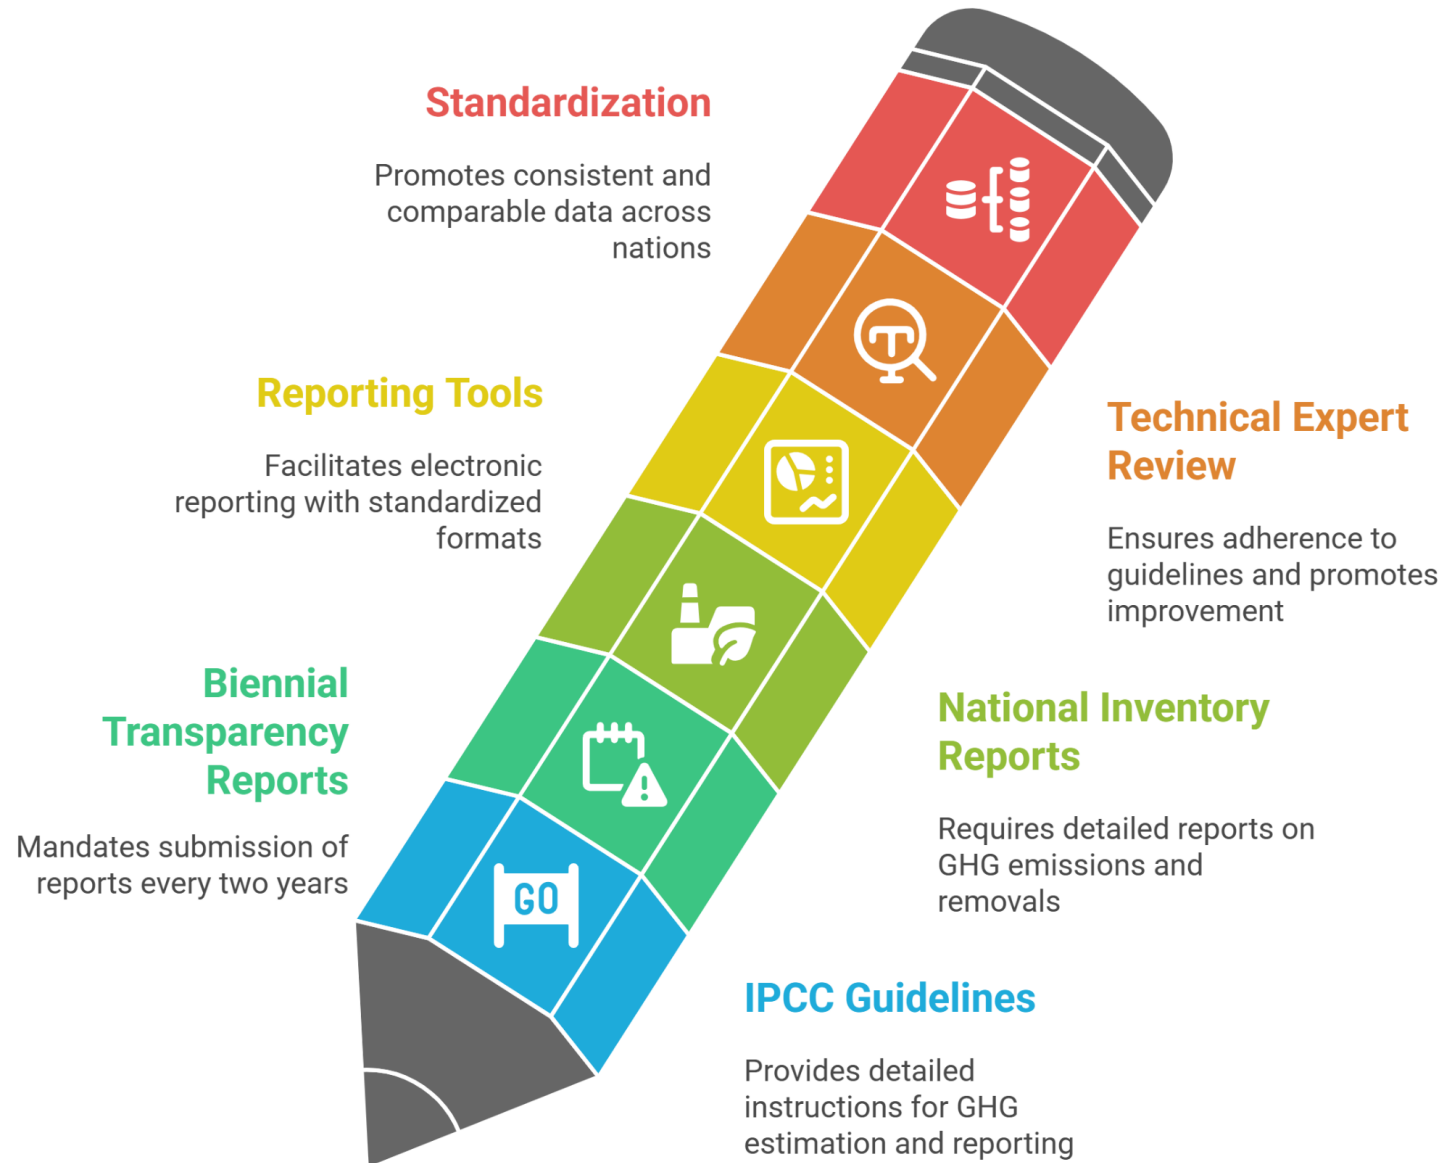 Standardization
Promotes consistent and
comparable data across
nations
Reporting Tools
Facilitates electronic
reporting with standardized
formats
Technical Expert
Review
Ensures adherence to
guidelines and promotes
improvement
Biennial
Transparency
Reports
Mandates submission of
reports every two years
National Inventory
Reports
Requires detailed reports on
GHG emissions and
removals
GO
IPCC Guidelines
Provides detailed
instructions for GHG
estimation and reporting